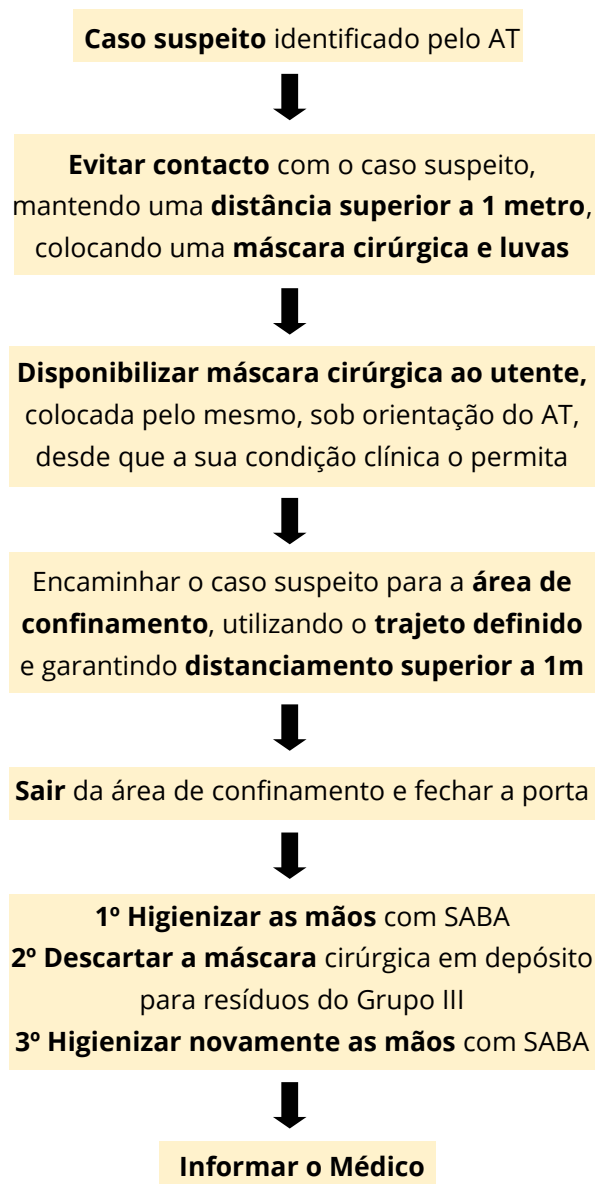 Caso suspeito identificado pelo AT
Evitar contacto com o caso suspeito,
mantendo uma distância superior a 1 metro,
colocando uma máscara cirúrgica e luvas
Disponibilizar máscara cirúrgica ao utente,
colocada pelo mesmo, sob orientação do AT,
desde que a sua condição clínica o permita
Encaminhar o caso suspeito para a área de
confinamento, utilizando o trajeto definido
e garantindo distanciamento superior a 1m
Sair da área de confinamento e fechar a porta
1º Higienizar as mãos com SABA
2º Descartar a máscara cirúrgica em depósito
para resíduos do Grupo III
3º Higienizar novamente as mãos com SABA
Informar o Médico